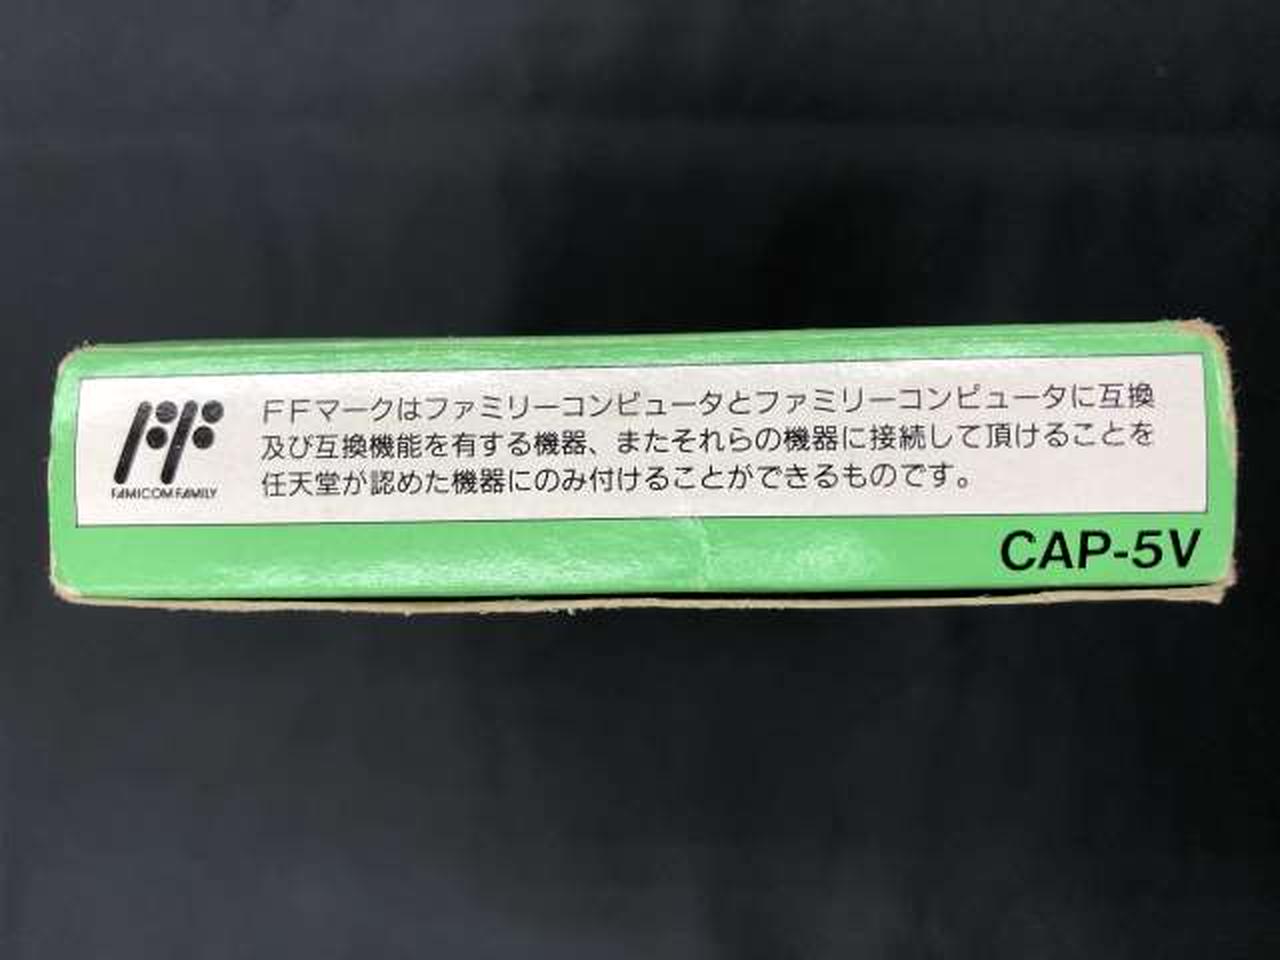 FFマークはファミリーコンピュータとファミリーコンピュータに互換
及び互換機能を有する機器、またそれらの機器に接続して頂けることを
任天堂が認めた機器にのみ付けることができるものです。
FF
FAMICOM FAMILY
CAP-5V